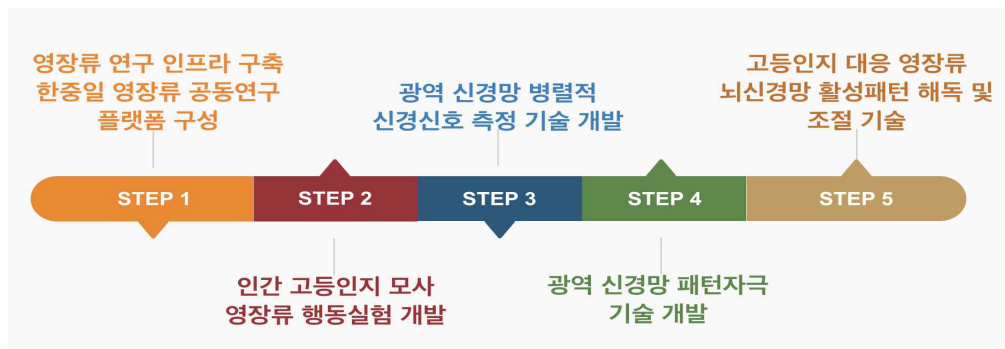 영장류 연구 인프라 구축
한중일 영장류 공동연구
플랫폼 구성
광역 신경망 병렬적
신경신호 측정 기술 개발
고등인지 대응 영장류
뇌신경망 활성패턴 해독 및
조절 기술
STEP 1
STEP 2
STEP 3
STEP 4
STEP 5
인간 고등인지 모사
영장류 행동실험 개발
광역 신경망 패턴자극
기술 개발